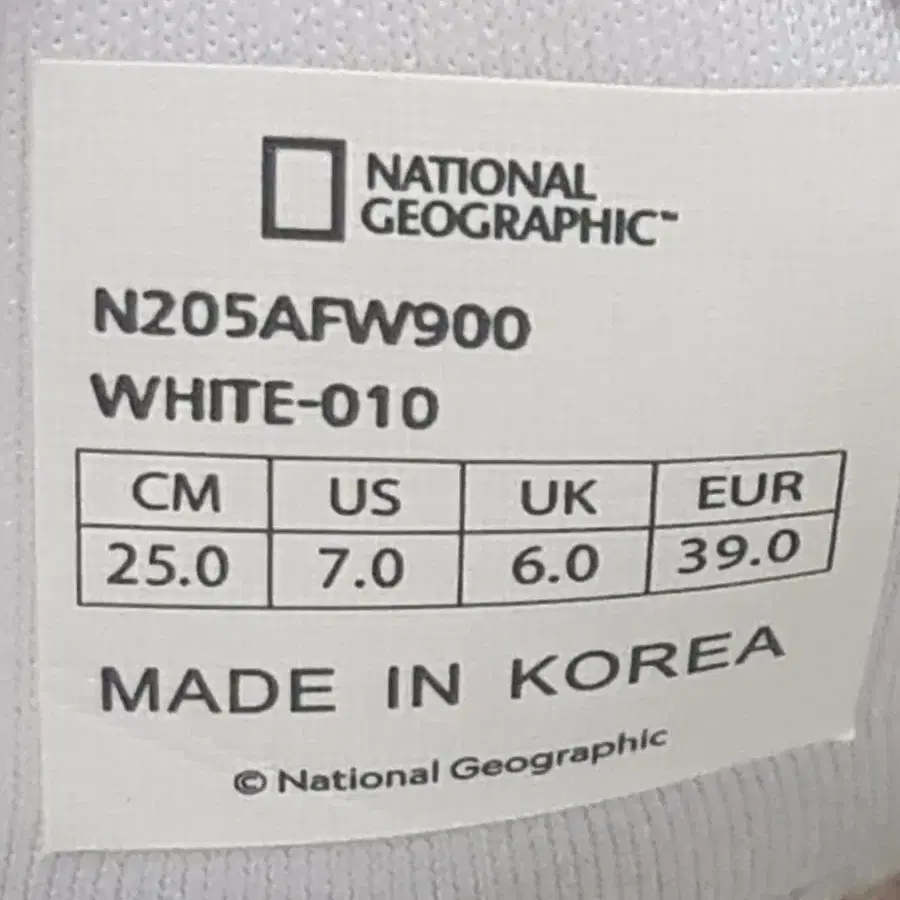 NATIONAL
GEOGRAPHIC™
N205AFW900
WHITE-010
CM US UK EUR
25.0 7.0 6.0 39.0
MADE IN KOREA
© National Geographic